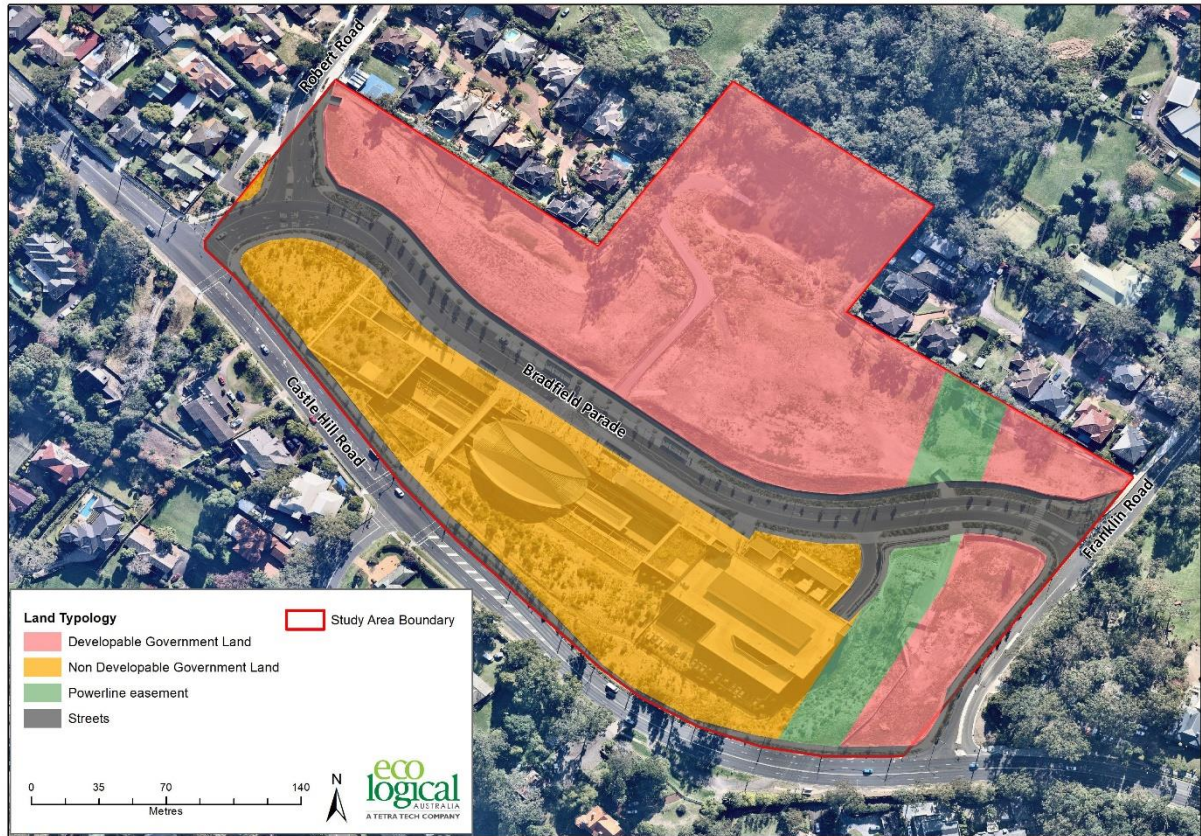 Robert Road
Castle Hill Road
Bradfield Parade
Franklin Road
Land Typology
Developable Government Land
Non Developable Government Land
Powerline easement
Streets
Study Area Boundary
0 35 70 140
Metres
N
eco
logical
AUSTRALIA
A TETRA TECH COMPANY